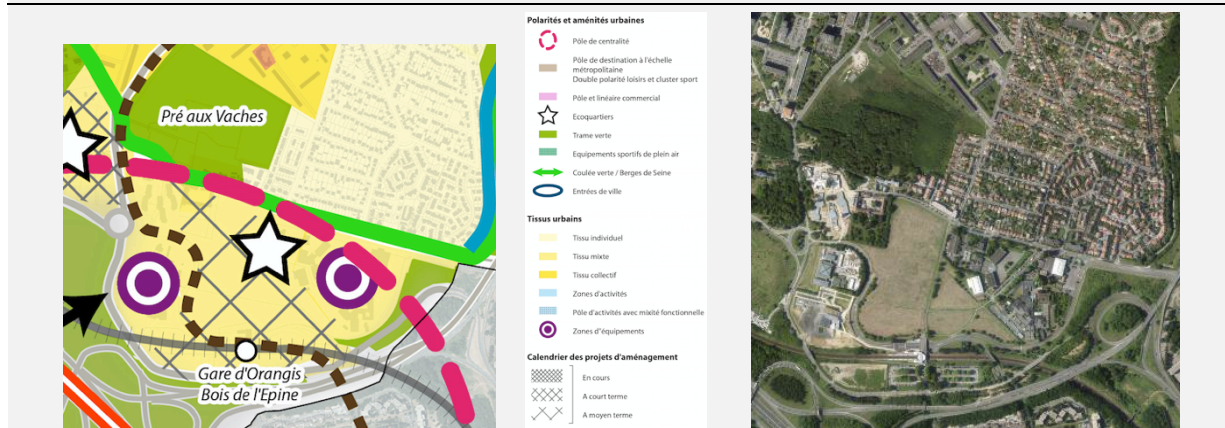 Pré aux Vaches
Gare d'Orangis
Bois de l'Epine
Polarités et aménités urbaines
Pôle de centralité
Pôle de destination à l'échelle
métropolitaine
Double polarité loisirs et cluster sport
Pôle et linéaire commercial
Ecoquartiers
Trame verte
Equipements sportifs de plein air
Coulée verte / Berges de Seine
Entrées de ville
Tissus urbains
Tissu individuel
Tissu mixte
Tissu collectif
Zones d'activités
Pôle d'activités avec mixité fonctionnelle
Zones d"équipements
Calendrier des projets d'aménagement
En cours
A court terme
A moyen terme